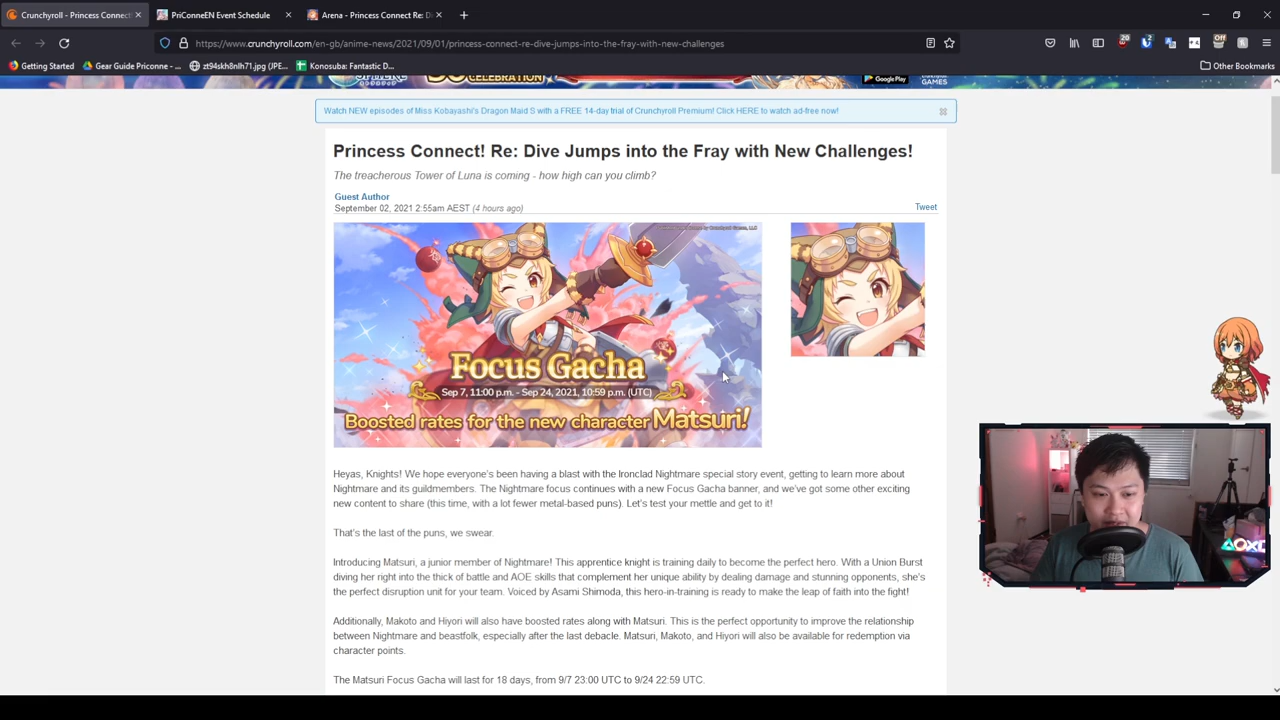 Crunchyroll - Princess Connect!
PriConneEN Event Schedule
Arena - Princess Connect Re: Di
https://www.crunchyroll.com/en-gb/anime-news/2021/09/01/princess-connect-re-dive-jumps-into-the-fray-with-new-challenges
20
2
Off
Getting Started
Gear Guide Priconne - ...
zt94skh8nlh71.jpg (JPE...
Konosuba: Fantastic D...
Other Bookmarks
CELEBRATION
Google Play
GAMES
Watch NEW episodes of Miss Kobayashi's Dragon Maid S with a FREE 14-day trial of Crunchyroll Premium! Click HERE to watch ad-free now!
Princess Connect! Re: Dive Jumps into the Fray with New Challenges!
The treacherous Tower of Luna is coming - how high can you climb?
Guest Author
September 02, 2021 2:55am AEST (4 hours ago)
Tweet
Focus Gacha
Sep 7, 11:00 p.m. - Sep 24, 2021, 10:59 p.m. (UTC)
Boosted rates for the new character Matsuri!
Heyas, Knights! We hope everyone's been having a blast with the Ironclad Nightmare special story event, getting to learn more about
Nightmare and its guildmembers. The Nightmare focus continues with a new Focus Gacha banner, and we've got some other exciting
new content to share (this time, with a lot fewer metal-based puns). Let's test your mettle and get to it!
That's the last of the puns, we swear.
Introducing Matsuri, a junior member of Nightmare! This apprentice knight is training daily to become the perfect hero. With a Union Burst
diving her right into the thick of battle and AOE skills that complement her unique ability by dealing damage and stunning opponents, she's
the perfect disruption unit for your team. Voiced by Asami Shimoda, this hero-in-training is ready to make the leap of faith into the fight!
Additionally, Makoto and Hiyori will also have boosted rates along with Matsuri. This is the perfect opportunity to improve the relationship
between Nightmare and beastfolk, especially after the last debacle. Matsuri, Makoto, and Hiyori will also be available for redemption via
character points.
The Matsuri Focus Gacha will last for 18 days, from 9/7 23:00 UTC to 9/24 22:59 UTC.